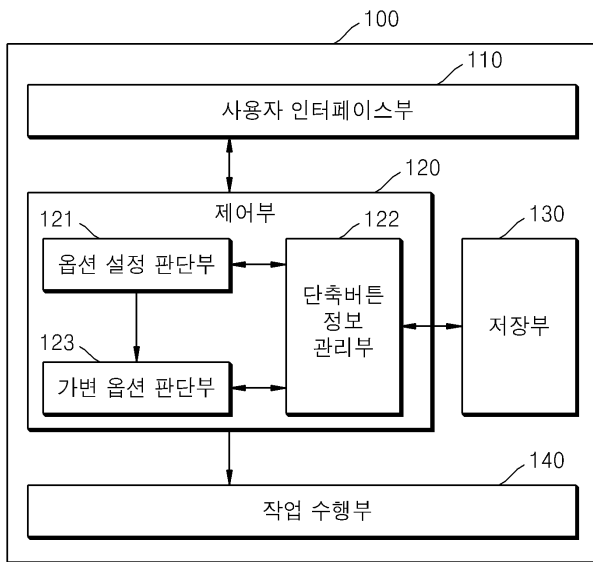 100
110
사용자 인터페이스부
120
제어부
121
옵션 설정 판단부
122
단축버튼
정보
관리부
130
저장부
123
가변 옵션 판단부
140
작업 수행부